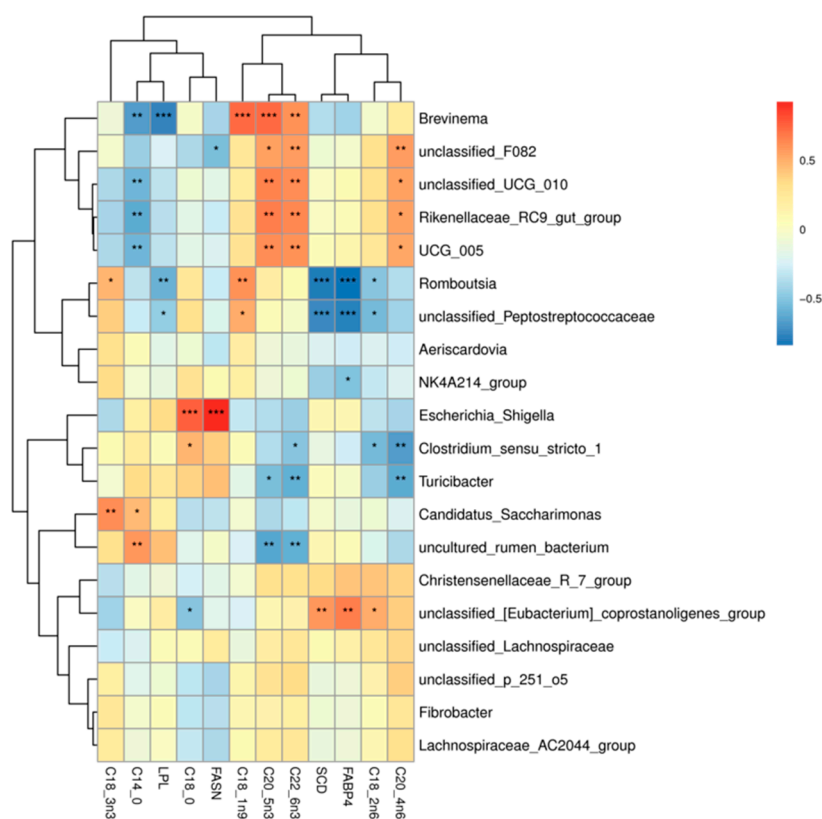 ** *** *** *** ** Brevinema
* * ** ** unclassified_F082
** ** ** * unclassified_UCG_010
** ** ** * Rikenellaceae_RC9_gut_group
** ** ** * UCG_005
* ** ** *** *** * Romboutsia
* * *** *** * unclassified_Peptostreptococcaceae
Aeriscardovia
* NK4A214_group
*** *** Escherichia_Shigella
* * * ** Clostridium_sensu_stricto_1
* ** ** Turicibacter
** * Candidatus_Saccharimonas
** ** ** uncultured_rumen_bacterium
Christensenellaceae_R_7_group
* ** ** * unclassified_[Eubacterium]_coprostanoligenes_group
unclassified_Lachnospiraceae
unclassified_p_251_o5
Fibrobacter
Lachnospiraceae_AC2044_group
C18_3n3
C14_0
LPL
C18_0
FASN
C18_1n9
C20_5n3
C22_6n3
SCD
FABP4
C18_2n6
C20_4n6
0.5
0
−0.5